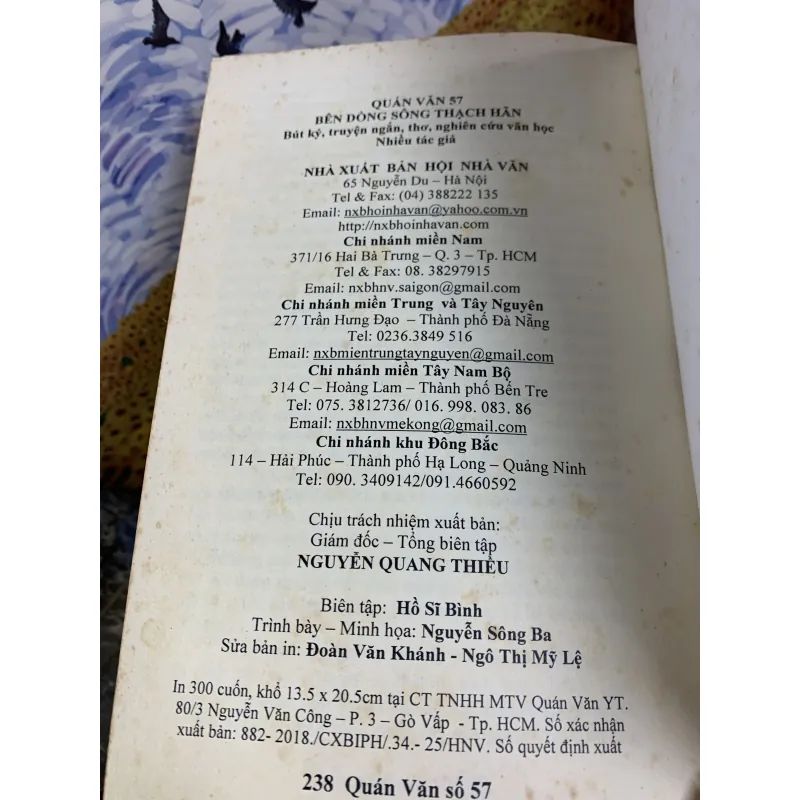 QUÁN VĂN 57
BÊN DÒNG SÔNG THẠCH HÃN
Bút ký, truyện ngắn, thơ, nghiên cứu văn học
Nhiều tác giả
NHÀ XUẤT BẢN HỘI NHÀ VĂN
65 Nguyễn Du – Hà Nội
Tel & Fax: (04) 388222 135
Email: nxbhoinhavan@yahoo.com.vn
http://nxbhoinhavan.com
Chi nhánh miền Nam
371/16 Hai Bà Trưng – Q. 3 – Tp. HCM
Tel & Fax: 08. 38297915
Email: nxbhnv.saigon@gmail.com
Chi nhánh miền Trung và Tây Nguyên
277 Trần Hưng Đạo – Thành phố Đà Nẵng
Tel: 0236.3849 516
Email: nxbmientrungtaynguyen@gmail.com
Chi nhánh miền Tây Nam Bộ
314 C – Hoàng Lam – Thành phố Bến Tre
Tel: 075. 3812736/ 016. 998. 083. 86
Email: nxbhnvmekong@gmail.com
Chi nhánh khu Đông Bắc
114 – Hải Phúc – Thành phố Hạ Long – Quảng Ninh
Tel: 090. 3409142/091.4660592
Chịu trách nhiệm xuất bản:
Giám đốc – Tổng biên tập
NGUYỄN QUANG THIỀU
Biên tập: Hồ Sĩ Bình
Trình bày – Minh họa: Nguyễn Sông Ba
Sửa bản in: Đoàn Văn Khánh - Ngô Thị Mỹ Lệ
In 300 cuốn, khổ 13.5 x 20.5cm tại CT TNHH MTV Quán Văn YT.
80/3 Nguyễn Văn Công – P. 3 – Gò Vấp - Tp. HCM. Số xác nhận
xuất bản: 882- 2018./CXBIPH/.34.- 25/HNV. Số quyết định xuất
238 Quán Văn số 57